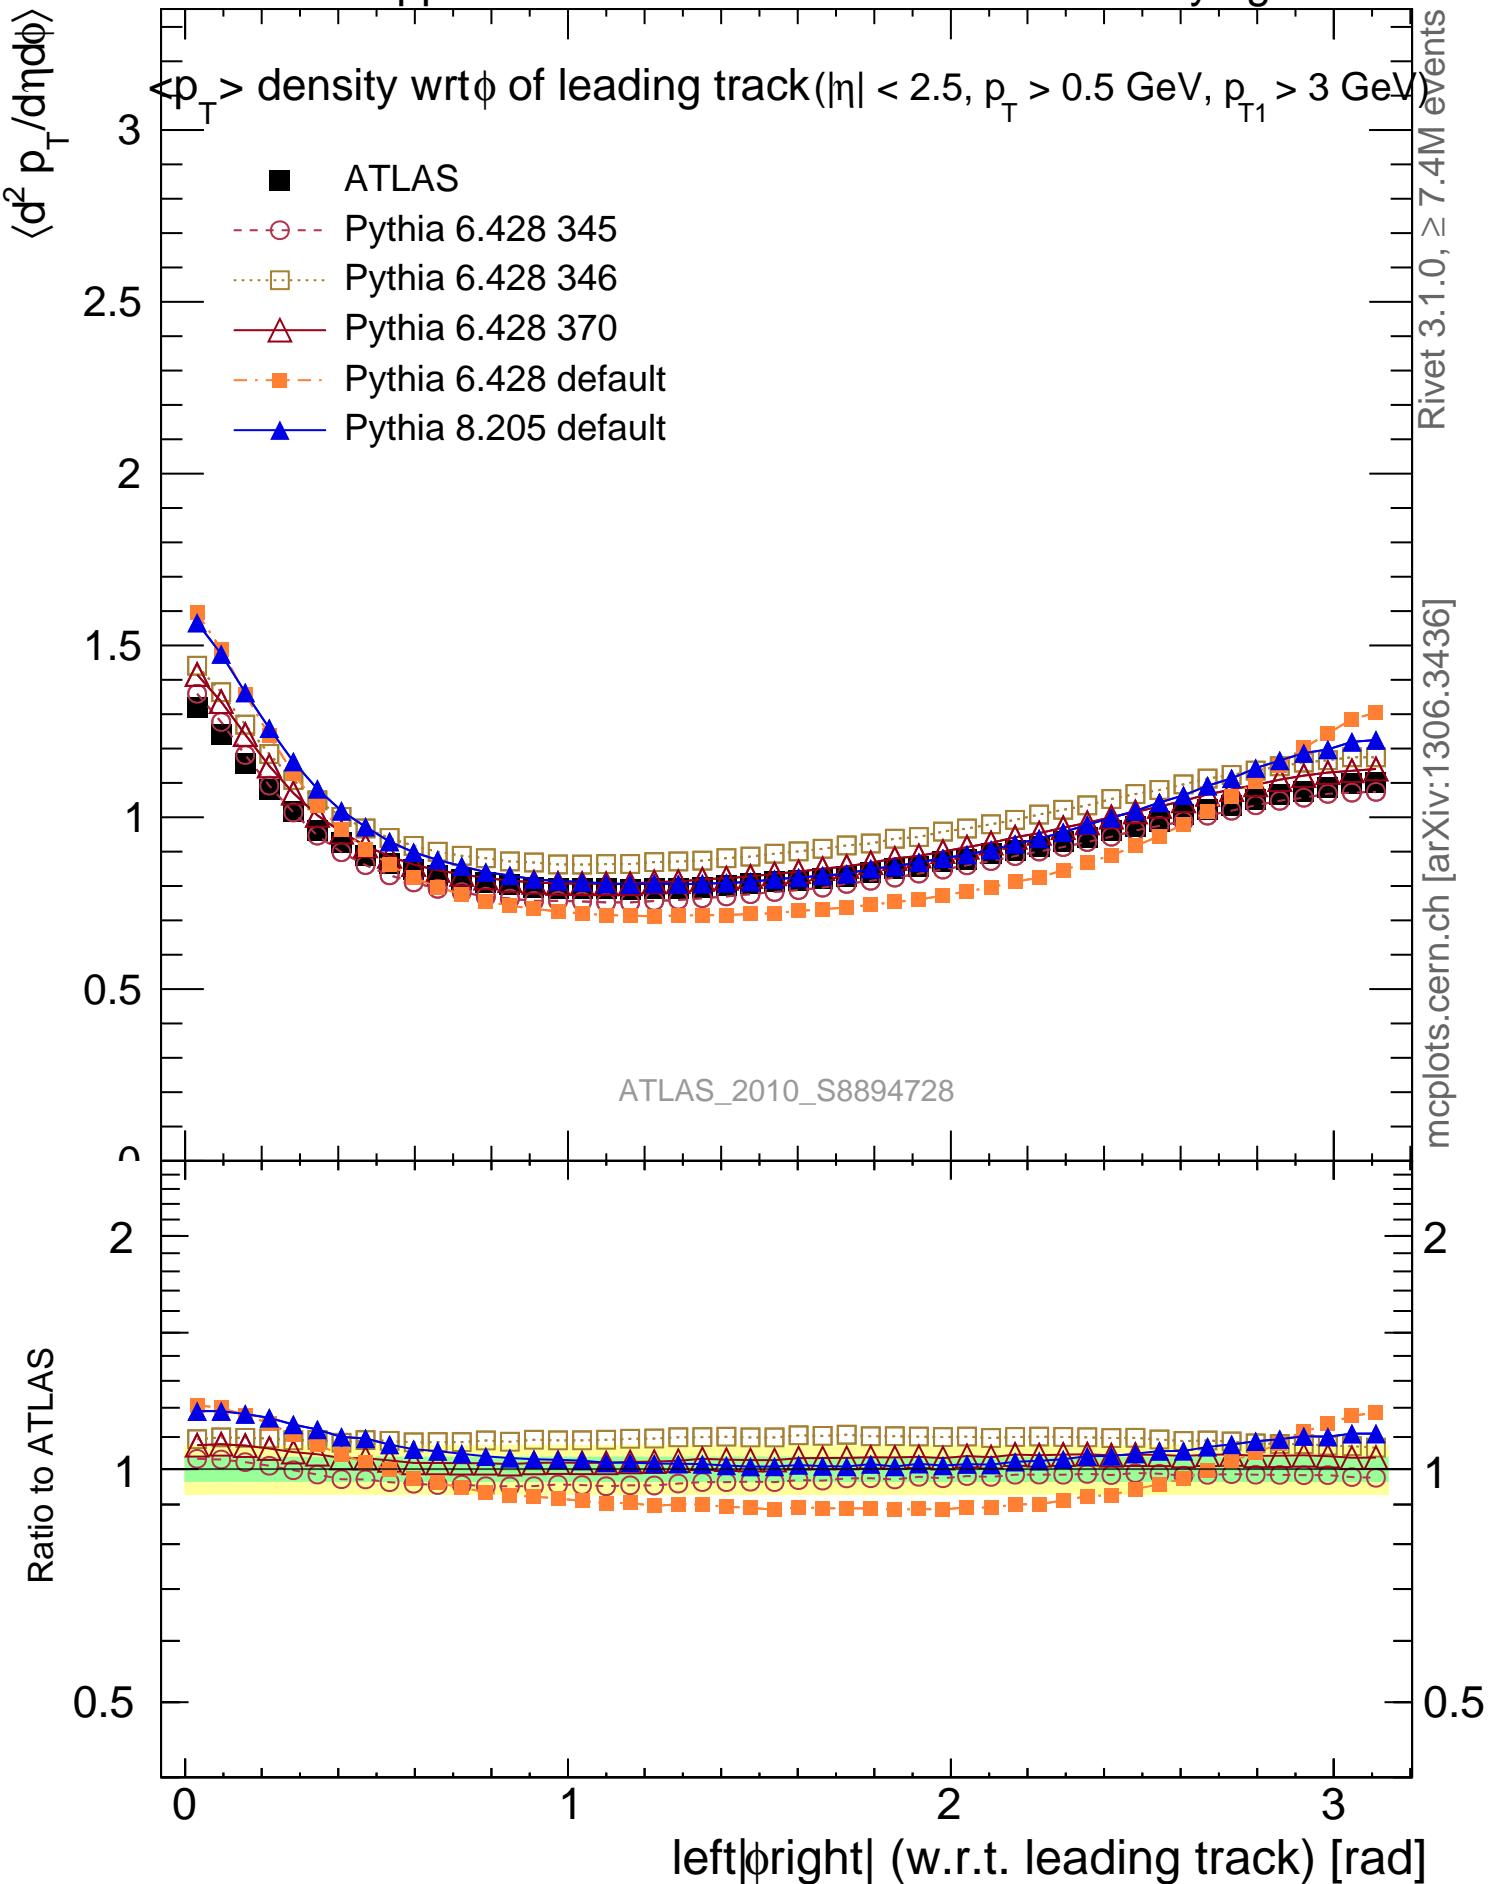 <p_T> density wrt ϕ of leading track (|η| < 2.5, p_T > 0.5 GeV, p_T1 > 3 GeV)
⟨d² p_T/dηdϕ⟩
ATLAS
Pythia 6.428 345
Pythia 6.428 346
Pythia 6.428 370
Pythia 6.428 default
Pythia 8.205 default
3
2.5
2
1.5
1
0.5
0
ATLAS_2010_S8894728
Rivet 3.1.0, ≥ 7.4M events
mcplots.cern.ch [arXiv:1306.3436]
Ratio to ATLAS
2
1
0.5
2
1
0.5
0 1 2 3
left|ϕright| (w.r.t. leading track) [rad]